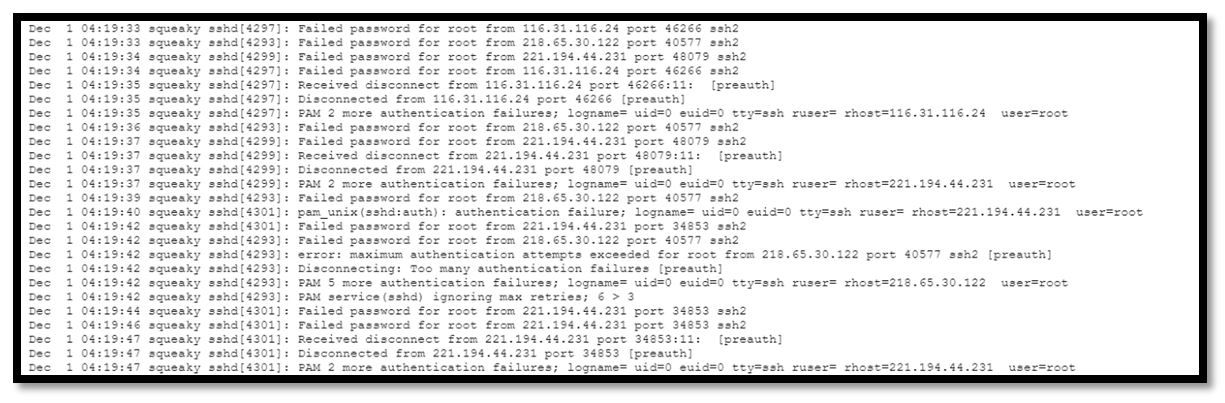 Dec  1 04:19:33 squeaky sshd[4297]: Failed password for root from 116.31.116.24 port 46266 ssh2
Dec  1 04:19:33 squeaky sshd[4293]: Failed password for root from 218.65.30.122 port 40577 ssh2
Dec  1 04:19:34 squeaky sshd[4299]: Failed password for root from 221.194.44.231 port 48079 ssh2
Dec  1 04:19:34 squeaky sshd[4297]: Failed password for root from 116.31.116.24 port 46266 ssh2
Dec  1 04:19:35 squeaky sshd[4297]: Received disconnect from 116.31.116.24 port 46266:11:  [preauth]
Dec  1 04:19:35 squeaky sshd[4297]: Disconnected from 116.31.116.24 port 46266 [preauth]
Dec  1 04:19:35 squeaky sshd[4297]: PAM 2 more authentication failures; logname= uid=0 euid=0 tty=ssh ruser= rhost=116.31.116.24  user=root
Dec  1 04:19:36 squeaky sshd[4293]: Failed password for root from 218.65.30.122 port 40577 ssh2
Dec  1 04:19:37 squeaky sshd[4299]: Failed password for root from 221.194.44.231 port 48079 ssh2
Dec  1 04:19:37 squeaky sshd[4299]: Received disconnect from 221.194.44.231 port 48079:11:  [preauth]
Dec  1 04:19:37 squeaky sshd[4299]: Disconnected from 221.194.44.231 port 48079 [preauth]
Dec  1 04:19:37 squeaky sshd[4299]: PAM 2 more authentication failures; logname= uid=0 euid=0 tty=ssh ruser= rhost=221.194.44.231  user=root
Dec  1 04:19:39 squeaky sshd[4293]: Failed password for root from 218.65.30.122 port 40577 ssh2
Dec  1 04:19:40 squeaky sshd[4301]: pam_unix(sshd:auth): authentication failure; logname= uid=0 euid=0 tty=ssh ruser= rhost=221.194.44.231  user=root
Dec  1 04:19:42 squeaky sshd[4301]: Failed password for root from 221.194.44.231 port 34853 ssh2
Dec  1 04:19:42 squeaky sshd[4293]: Failed password for root from 218.65.30.122 port 40577 ssh2
Dec  1 04:19:42 squeaky sshd[4293]: error: maximum authentication attempts exceeded for root from 218.65.30.122 port 40577 ssh2 [preauth]
Dec  1 04:19:42 squeaky sshd[4293]: Disconnecting: Too many authentication failures [preauth]
Dec  1 04:19:42 squeaky sshd[4293]: PAM 5 more authentication failures; logname= uid=0 euid=0 tty=ssh ruser= rhost=218.65.30.122  user=root
Dec  1 04:19:42 squeaky sshd[4293]: PAM service(sshd) ignoring max retries; 6 > 3
Dec  1 04:19:44 squeaky sshd[4301]: Failed password for root from 221.194.44.231 port 34853 ssh2
Dec  1 04:19:46 squeaky sshd[4301]: Failed password for root from 221.194.44.231 port 34853 ssh2
Dec  1 04:19:47 squeaky sshd[4301]: Received disconnect from 221.194.44.231 port 34853:11:  [preauth]
Dec  1 04:19:47 squeaky sshd[4301]: Disconnected from 221.194.44.231 port 34853 [preauth]
Dec  1 04:19:47 squeaky sshd[4301]: PAM 2 more authentication failures; logname= uid=0 euid=0 tty=ssh ruser= rhost=221.194.44.231  user=root